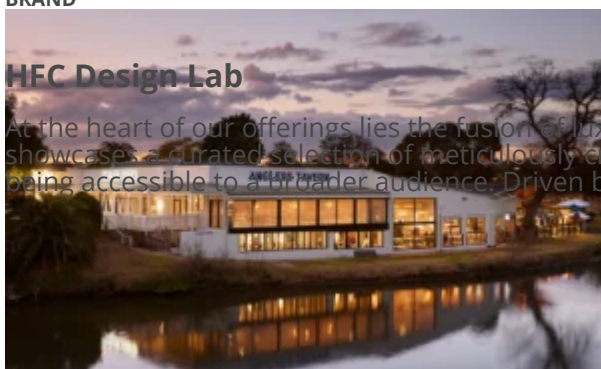 BRAND
HFC Design Lab
At the heart of our offerings lies the fusion of lux
showcases a curated selection of meticulously c
ANGLERS TAVERN
being accessible to a broader audience. Driven b